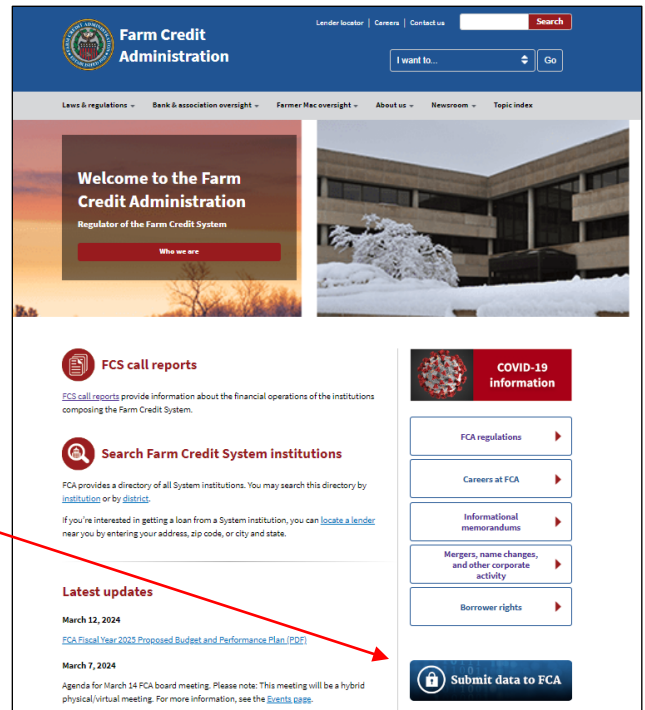 Lender locator | Careers | Contact us
Search
Farm Credit
Administration
I want to...
Go
Laws & regulations
Bank & association oversight
Farmer Mac oversight
About us
Newsroom
Topic index
Welcome to the Farm
Credit Administration
Regulator of the Farm Credit System
Who we are
FCS call reports
FCS call reports provide information about the financial operations of the institutions
composing the Farm Credit System.
Search Farm Credit System institutions
FCA provides a directory of all System institutions. You may search this directory by
institution or by district.
If you're interested in getting a loan from a System institution, you can locate a lender
near you by entering your address, zip code, or city and state.
Latest updates
March 12, 2024
FCA Fiscal Year 2025 Proposed Budget and Performance Plan (PDF)
March 7, 2024
Agenda for March 14 FCA board meeting. Please note: This meeting will be a hybrid
physical/virtual meeting. For more information, see the Events page.
COVID-19
information
FCA regulations
Careers at FCA
Informational
memorandums
Mergers, name changes,
and other corporate
activity
Borrower rights
Submit data to FCA